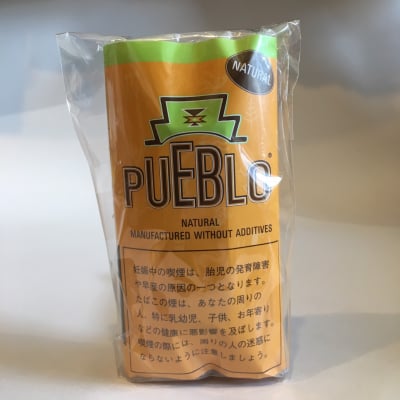 NATURAL
PUEBLO®
NATURAL
MANUFACTURED WITHOUT ADDITIVES
妊娠中の喫煙は、胎児の発育障害
や早産の原因の一つとなります。
たばこの煙は、あなたの周りの
人、特に乳幼児、子供、お年寄り
などの健康に悪影響を及ぼします。
喫煙の際には、周りの人の迷惑に
ならないように注意しましょう。